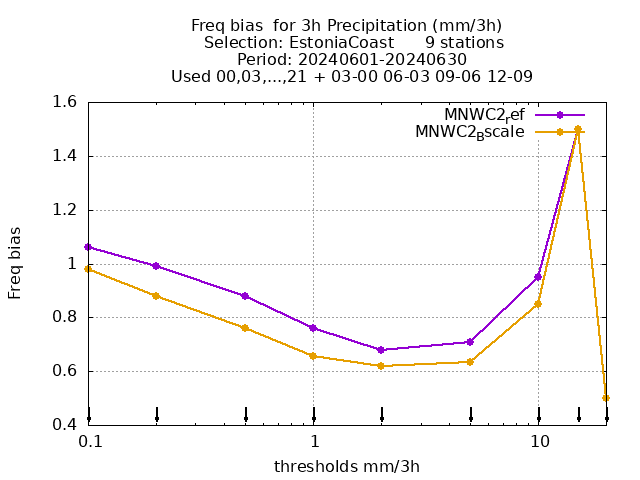 Freq bias  for 3h Precipitation (mm/3h)
Selection: EstoniaCoast      9 stations
Period: 20240601-20240630
Used 00,03,...,21 + 03-00 06-03 09-06 12-09
1.6
MNWC2ref
MNWC2Bscale
1.4
1.2
1
0.8
0.6
0.4
Freq bias
0.1
1
10
thresholds mm/3h